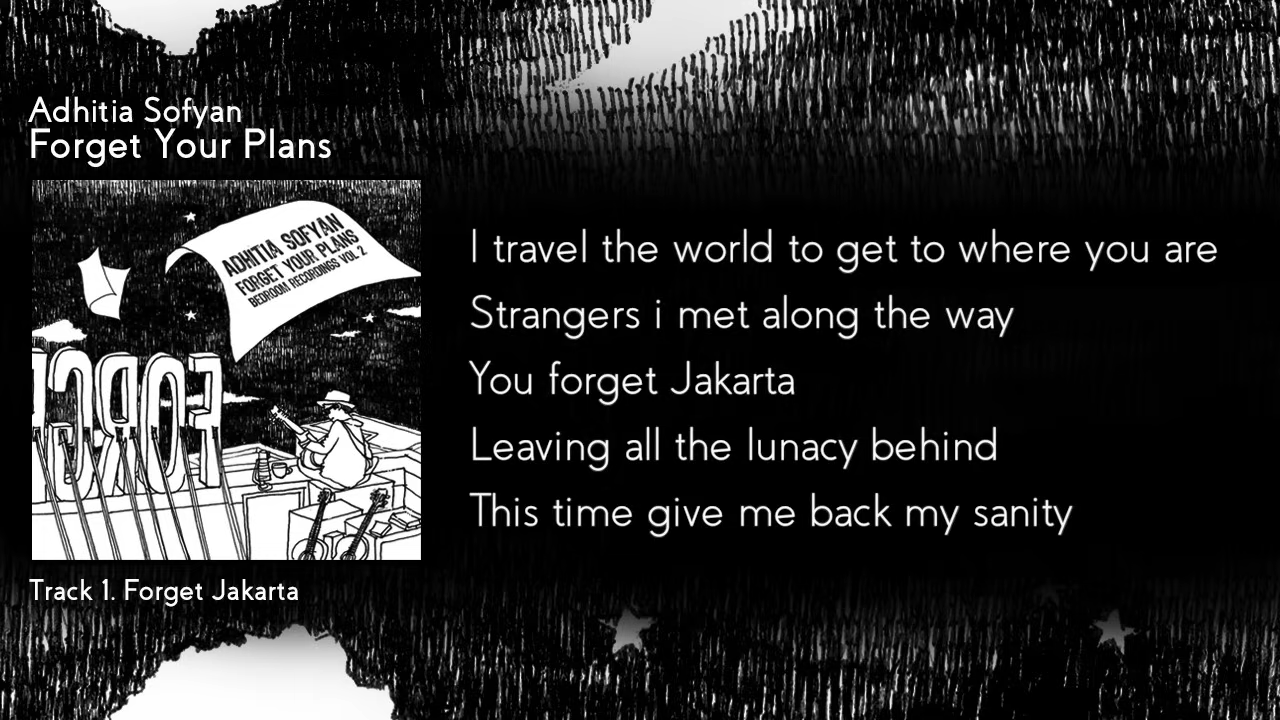 Adhitia Sofyan
Forget Your Plans
ADHITIA SOFYAN
FORGET YOUR PLANS
BEDROOM RECORDINGS VOL. 2
I travel the world to get to where you are
Strangers i met along the way
You forget Jakarta
Leaving all the lunacy behind
This time give me back my sanity
Track 1. Forget Jakarta